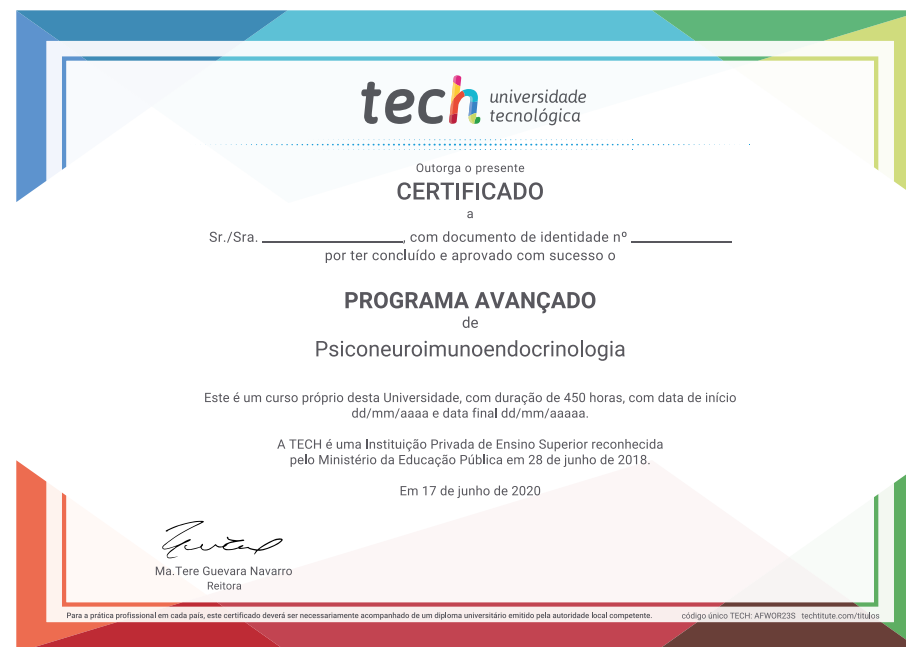 tech universidade
tecnológica
Outorga o presente
CERTIFICADO
a
Sr./Sra. ____________, com documento de identidade nº ____________
por ter concluído e aprovado com sucesso o
PROGRAMA AVANÇADO
de
Psiconeuroimunoendocrinologia
Este é um curso próprio desta Universidade, com duração de 450 horas, com data de início
dd/mm/aaaa e data final dd/mm/aaaaa.
A TECH é uma Instituição Privada de Ensino Superior reconhecida
pelo Ministério da Educação Pública em 28 de junho de 2018.
Em 17 de junho de 2020
Ma.Tere Guevara Navarro
Reitora
Para a prática profissional em cada país, este certificado deverá ser necessariamente acompanhado de um diploma universitário emitido pela autoridade local competente. código único TECH: AFWOR23S techtitute.com/titulos